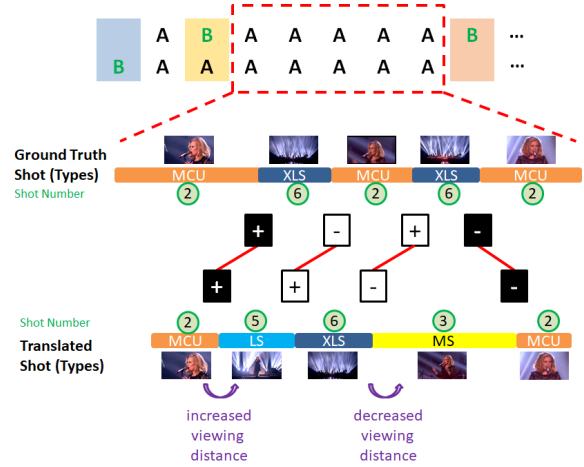 A B A A A A A B ...
B A A A A A A A
Ground Truth
Shot (Types)
MCU XLS MCU XLS MCU
Shot Number
2 6 2 6 2
+ - + -
+ + - -
Shot Number
2 5 6 3 2
MCU LS XLS MS MCU
Translated
Shot (Types)
increased
viewing
distance
decreased
viewing
distance